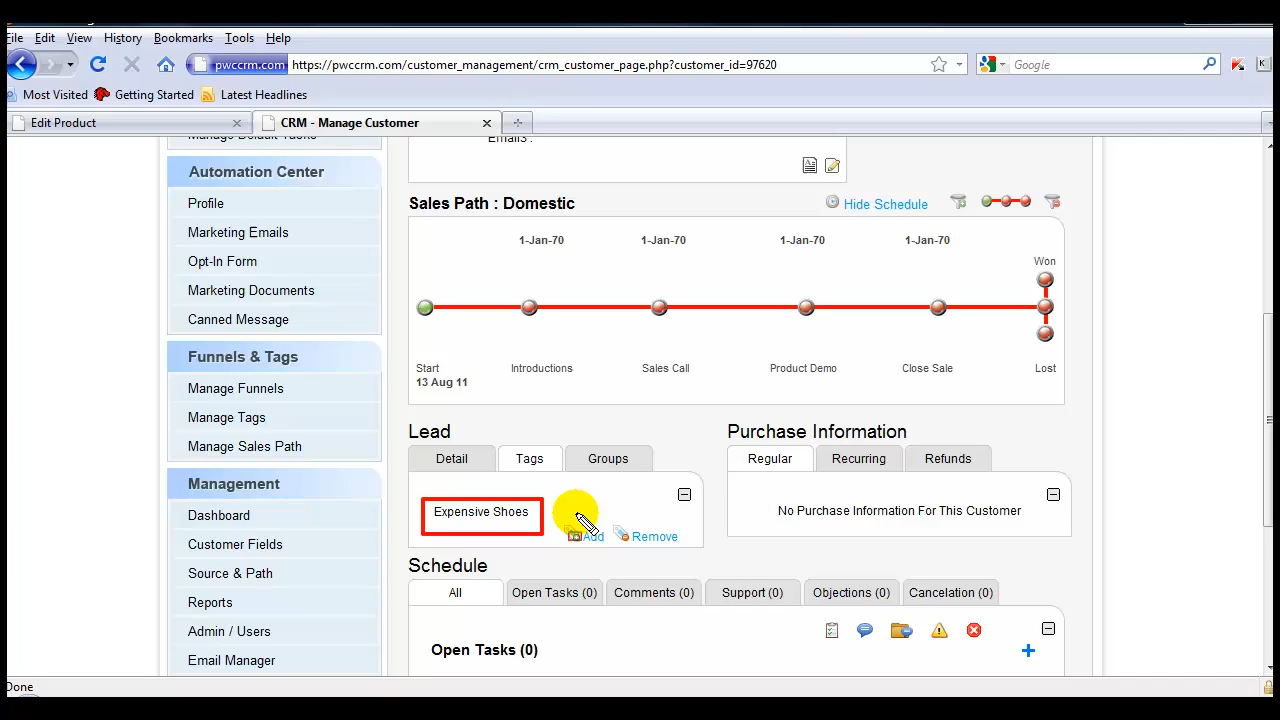 File Edit View History Bookmarks Tools Help
pwccrm.com https://pwccrm.com/customer_management/crm_customer_page.php?customer_id=97620
Google
Most Visited Getting Started Latest Headlines
Edit Product
CRM - Manage Customer
Automation Center
Profile
Marketing Emails
Opt-In Form
Marketing Documents
Canned Message
Funnels & Tags
Manage Funnels
Manage Tags
Manage Sales Path
Management
Dashboard
Customer Fields
Source & Path
Reports
Admin / Users
Email Manager
Email3 :
Sales Path : Domestic
Hide Schedule
1-Jan-70 1-Jan-70 1-Jan-70 1-Jan-70
Won
Start Introductions Sales Call Product Demo Close Sale Lost
13 Aug 11
Lead
Detail Tags Groups
Expensive Shoes
Add Remove
Purchase Information
Regular Recurring Refunds
No Purchase Information For This Customer
Schedule
All Open Tasks (0) Comments (0) Support (0) Objections (0) Cancelation (0)
Open Tasks (0)
Done